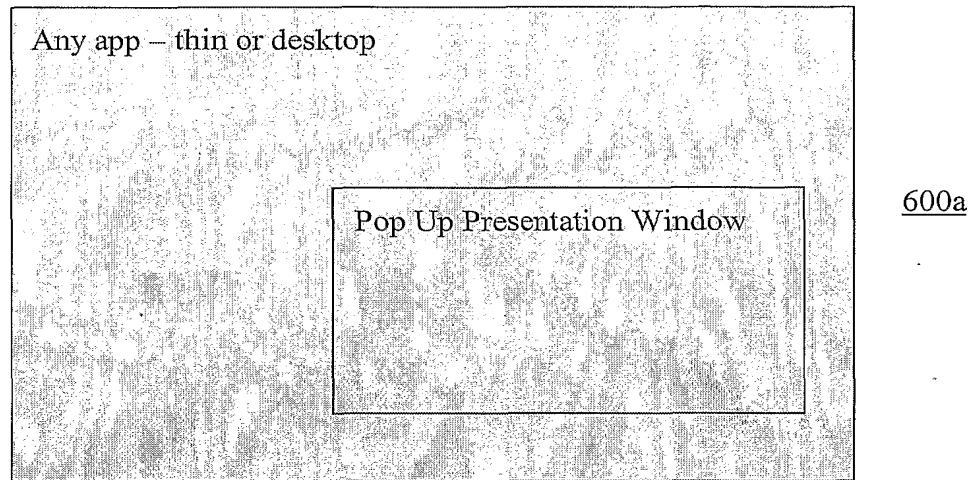 Any app – thin or desktop
Pop Up Presentation Window
600a